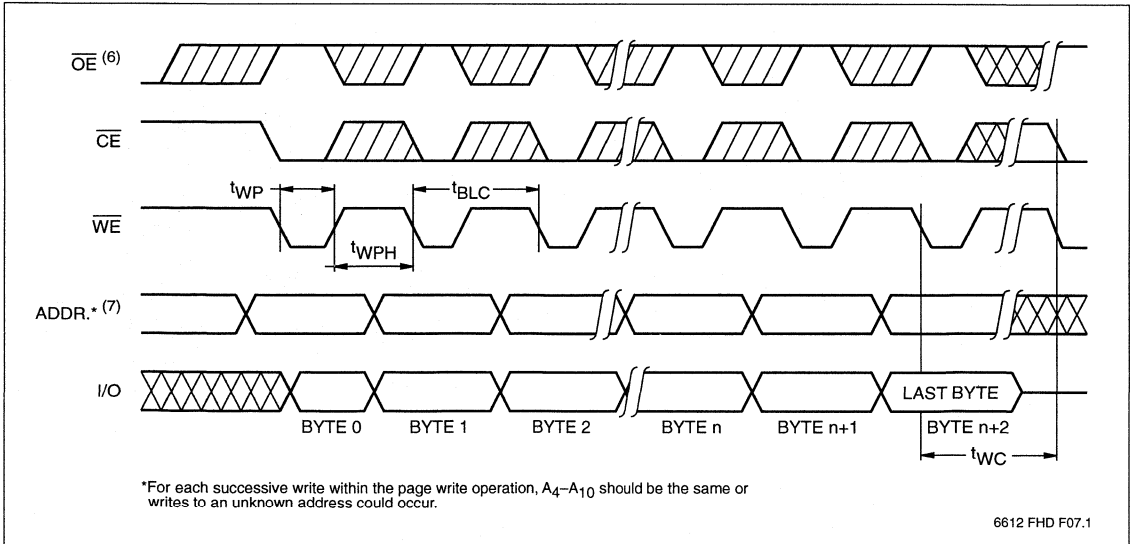 OE (6)
CE
tWP
tBLC
WE
tWPH
ADDR.* (7)
I/O
LAST BYTE
BYTE 0 BYTE 1 BYTE 2 BYTE n BYTE n+1 BYTE n+2
tWC
*For each successive write within the page write operation, A4–A10 should be the same or
writes to an unknown address could occur.
6612 FHD F07.1